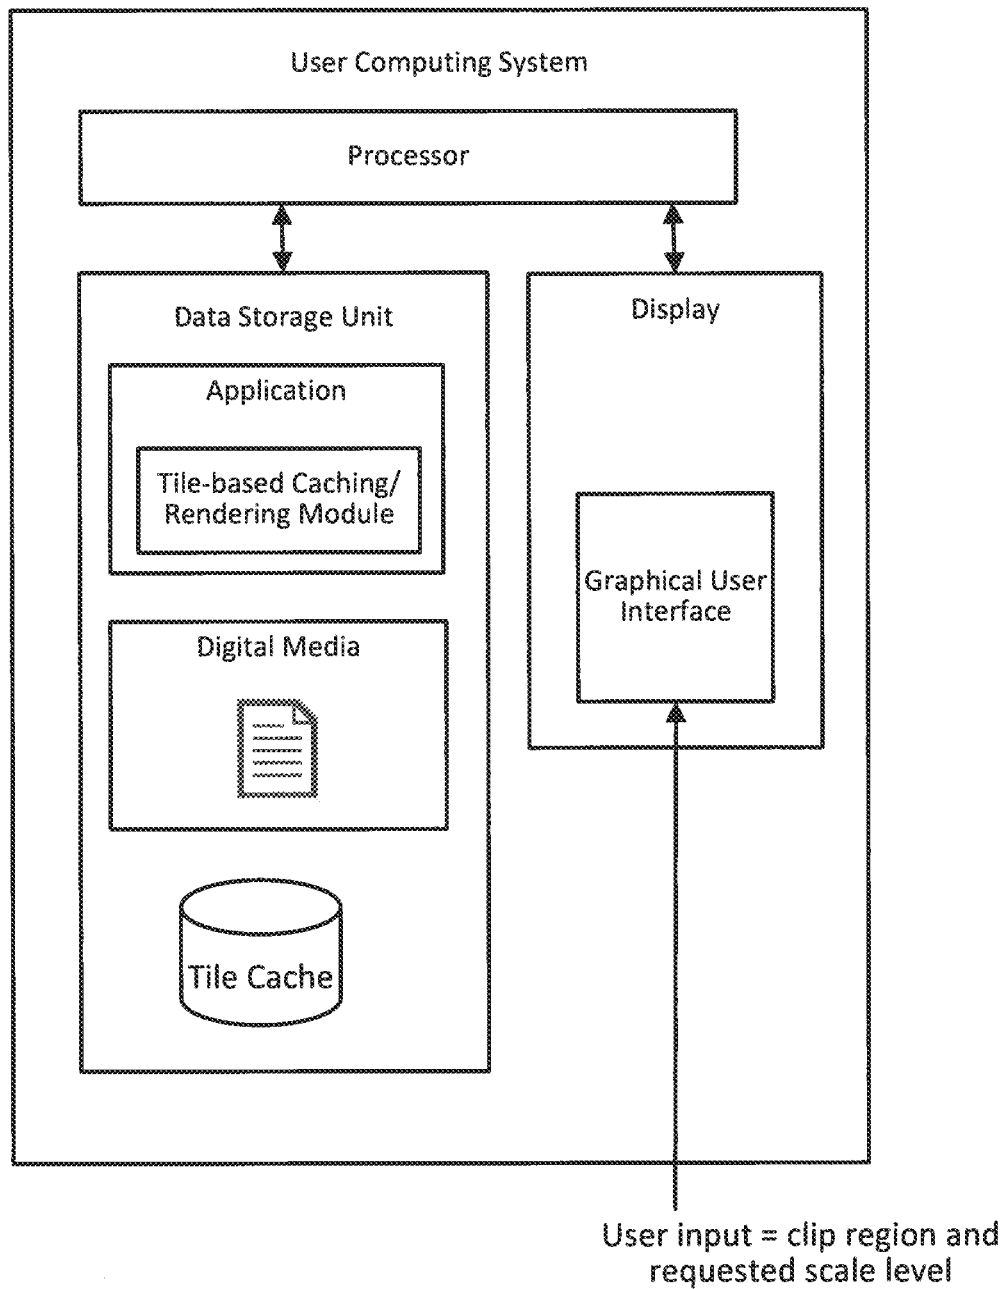 User Computing System
Processor
Data Storage Unit
Application
Tile-based Caching/
Rendering Module
Digital Media
Tile Cache
Display
Graphical User
Interface
User input = clip region and
requested scale level